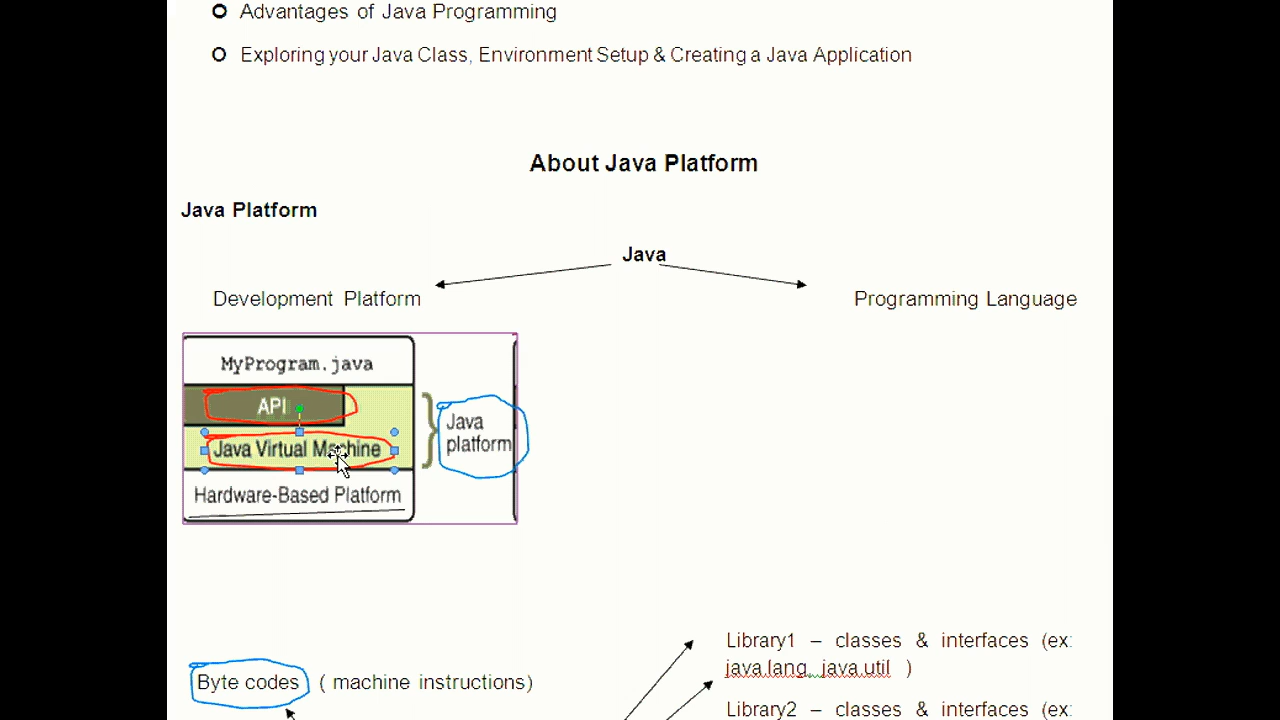 Advantages of Java Programming
Exploring your Java Class, Environment Setup & Creating a Java Application
About Java Platform
Java Platform
Java
Development Platform
Programming Language
MyProgram.java
API
Java Virtual Machine
Hardware-Based Platform
Java
platform
Library1 – classes & interfaces (ex:
java.lang, java.util )
Byte codes ( machine instructions)
Library2 – classes & interfaces (ex: